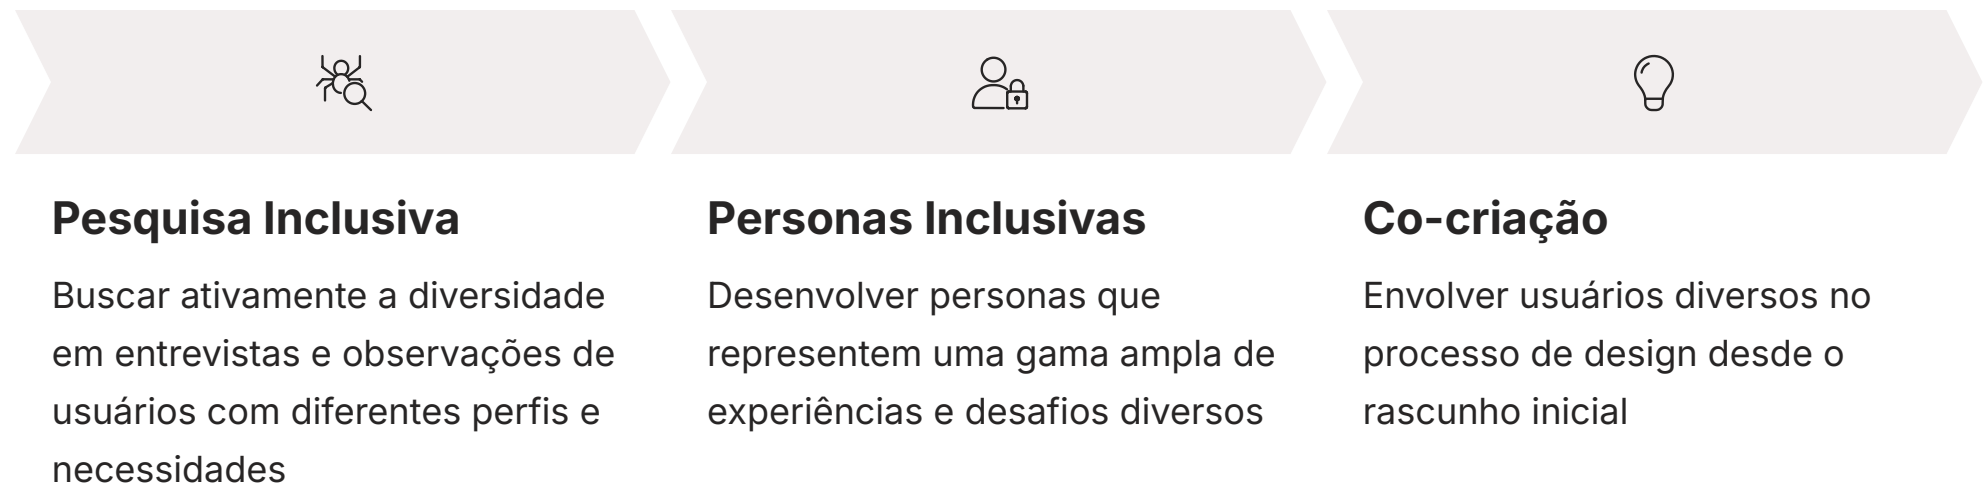 Pesquisa Inclusiva
Buscar ativamente a diversidade
em entrevistas e observações de
usuários com diferentes perfis e
necessidades
Personas Inclusivas
Desenvolver personas que
representem uma gama ampla de
experiências e desafios diversos
Co-criação
Envolver usuários diversos no
processo de design desde o
rascunho inicial